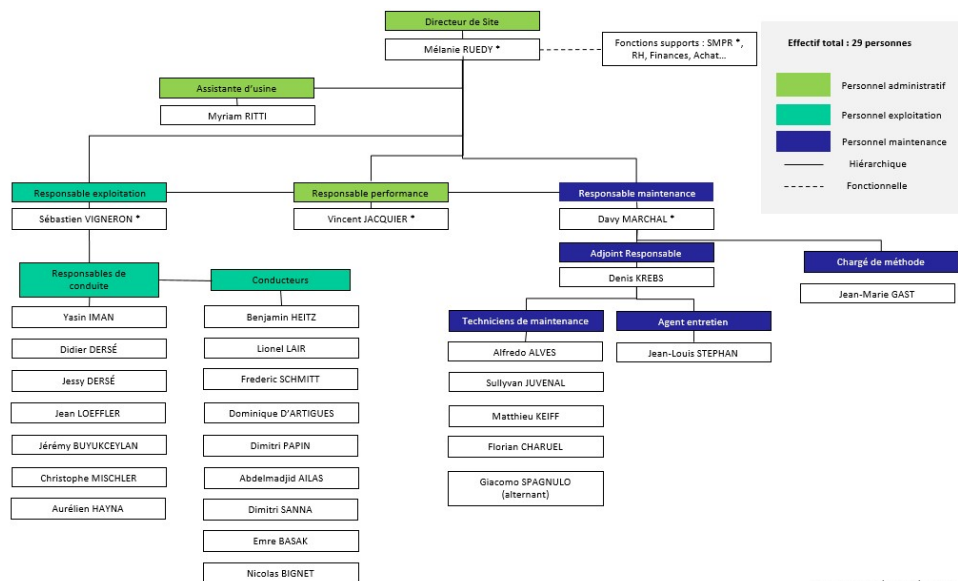 Directeur de Site
Mélanie RUEDY *
Fonctions supports : SMPR *,
RH, Finances, Achat...
Effectif total : 29 personnes
Personnel administratif
Personnel exploitation
Personnel maintenance
Hiérarchique
Fonctionnelle
Assistante d'usine
Myriam RITTI
Responsable exploitation
Sébastien VIGNERON *
Responsable performance
Vincent JACQUIER *
Responsable maintenance
Davy MARCHAL *
Adjoint Responsable
Denis KREBS
Chargé de méthode
Jean-Marie GAST
Responsables de
conduite
Yasin IMAN
Didier DERSÉ
Jessy DERSÉ
Jean LOEFFLER
Jérémy BUYUKCEYLAN
Christophe MISCHLER
Aurélien HAYNA
Conducteurs
Benjamin HEITZ
Lionel LAIR
Frederic SCHMITT
Dominique D'ARTIGUES
Dimitri PAPIN
Abdelmadjid AILAS
Dimitri SANNA
Emre BASAK
Nicolas BIGNET
Techniciens de maintenance
Alfredo ALVES
Sullyvan JUVENAL
Matthieu KEIFF
Florian CHARUEL
Giacomo SPAGNULO
(alternant)
Agent entretien
Jean-Louis STEPHAN